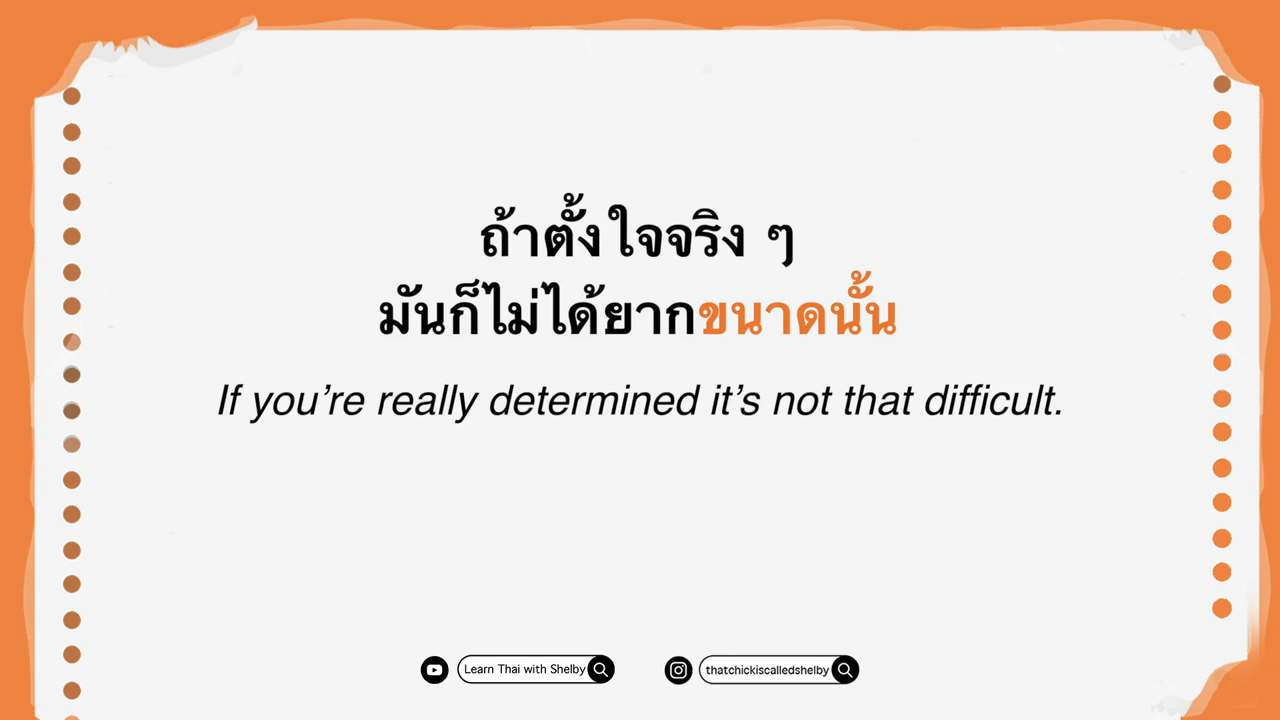 ถ้าตั้งใจจริง ๆ
มันก็ไม่ได้ยากขนาดนั้น
If you’re really determined it’s not that difficult.
Learn Thai with Shelby
thatchickiscalledshelby